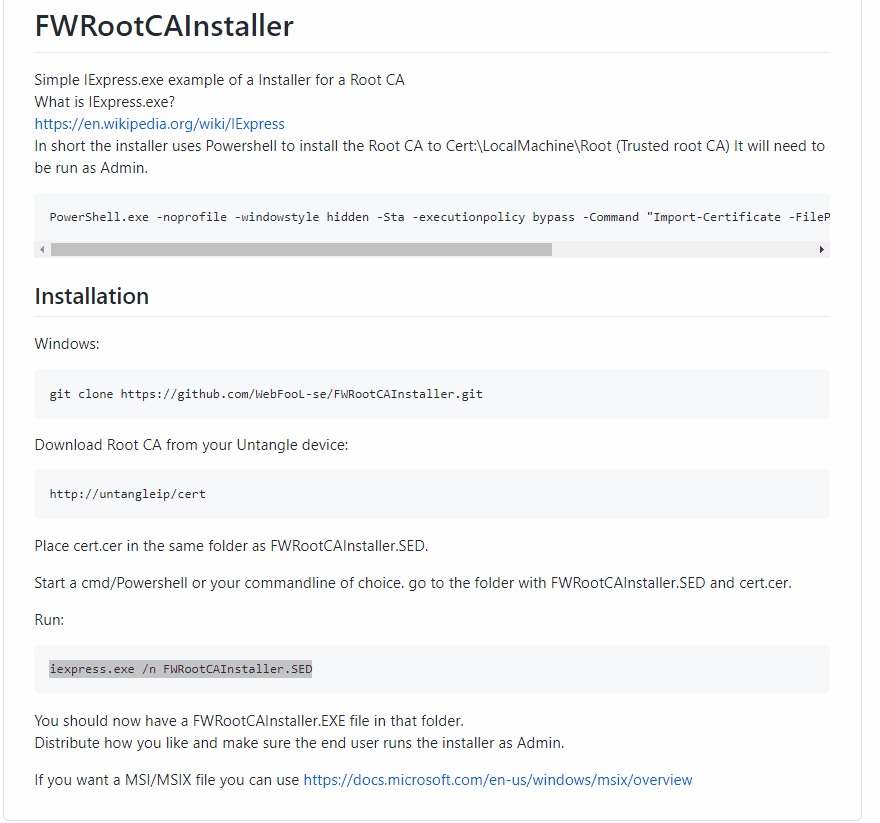 FWRootCAInstaller
Simple IExpress.exe example of a Installer for a Root CA
What is IExpress.exe?
https://en.wikipedia.org/wiki/IExpress
In short the installer uses Powershell to install the Root CA to Cert:\LocalMachine\Root (Trusted root CA) It will need to
be run as Admin.
PowerShell.exe -noprofile -windowstyle hidden -Sta -executionpolicy bypass -Command "Import-Certificate -FileP
Installation
Windows:
git clone https://github.com/WebFooL-se/FWRootCAInstaller.git
Download Root CA from your Untangle device:
http://untangleip/cert
Place cert.cer in the same folder as FWRootCAInstaller.SED.
Start a cmd/Powershell or your commandline of choice. go to the folder with FWRootCAInstaller.SED and cert.cer.
Run:
iexpress.exe /n FWRootCAInstaller.SED
You should now have a FWRootCAInstaller.EXE file in that folder.
Distribute how you like and make sure the end user runs the installer as Admin.
If you want a MSI/MSIX file you can use https://docs.microsoft.com/en-us/windows/msix/overview